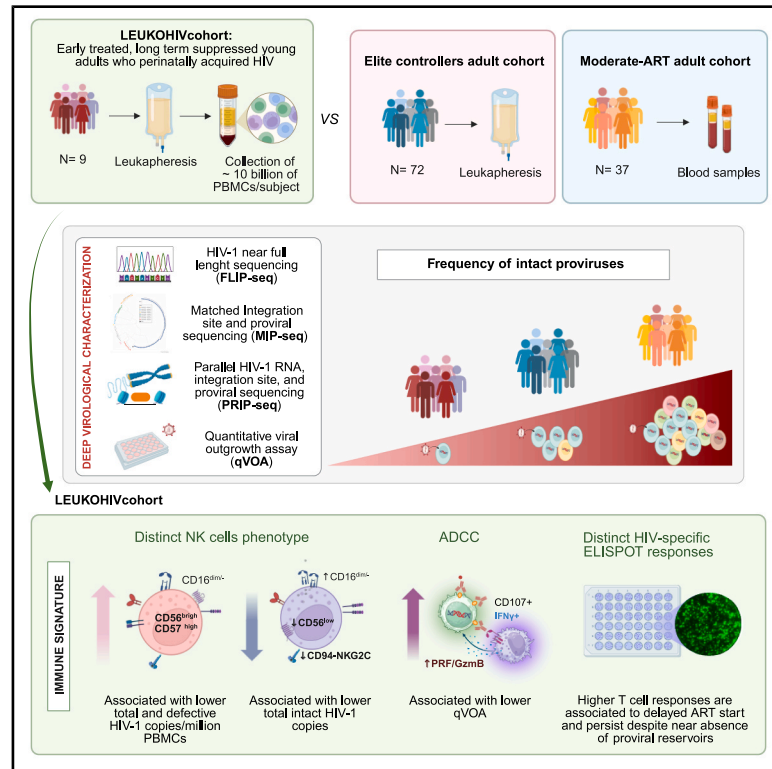 LEUKOHIVcohort:
Early treated, long term suppressed young
adults who perinatally acquired HIV
N= 9
Leukapheresis
Collection of
~ 10 billion of
PBMCs/subject
VS
Elite controllers adult cohort
N= 72
Leukapheresis
Moderate-ART adult cohort
N= 37
Blood samples
DEEP VIROLOGICAL CHARACTERIZATION
HIV-1 near full
lenght sequencing
(FLIP-seq)
Matched Integration
site and proviral
sequencing (MIP-seq)
Parallel HIV-1 RNA,
integration site, and
proviral sequencing
(PRIP-seq)
Quantitative viral
outgrowth assay
(qVOA)
Frequency of intact proviruses
LEUKOHIVcohort
IMMUNE SIGNATURE
Distinct NK cells phenotype
CD16dim/-
CD56brigh
CD57 high
Associated with lower
total and defective
HIV-1 copies/million
PBMCs
↑CD16dim/-
↓CD56low
↓CD94-NKG2C
Associated with lower
total intact HIV-1
copies
ADCC
CD107+
IFNγ+
↑PRF/GzmB
Associated with lower
qVOA
Distinct HIV-specific
ELISPOT responses
Higher T cell responses are
associated to delayed ART start
and persist despite near absence
of proviral reservoirs